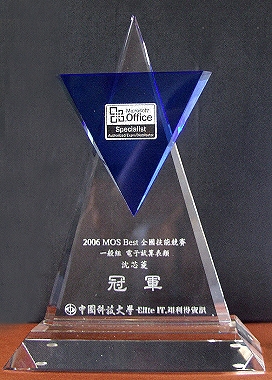 Microsoft
Office
Specialist
Authorized Exam Distributor
2006 MOS Best 全國技能競賽
一般組 電子試算表類
沈芯菱
冠軍
中國科技大學 Elite IT.翊利得資訊